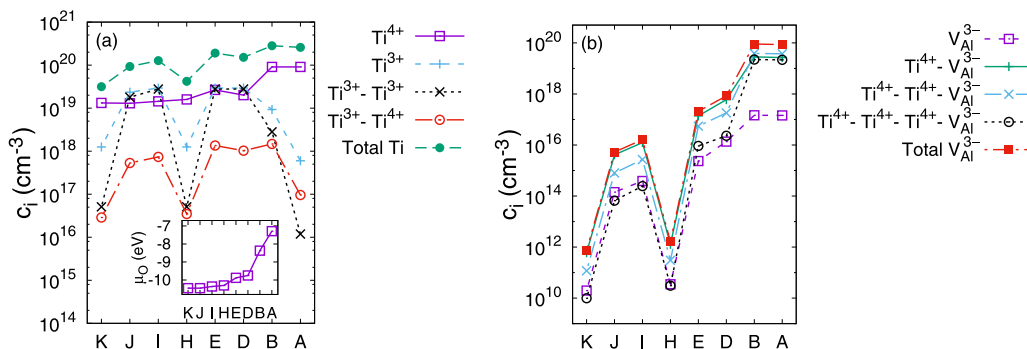 (a)
c_i (cm^-3)
10^21
10^20
10^19
10^18
10^17
10^16
10^15
10^14
K J I H E D B A
Ti^4+
Ti^3+
Ti^3+- Ti^3+
Ti^3+- Ti^4+
Total Ti
μ_O (eV)
-7
-8
-9
-10
K J I H E D B A
(b)
c_i (cm^-3)
10^20
10^18
10^16
10^14
10^12
10^10
K J I H E D B A
V_Al^3−
Ti^4+- V_Al^3−
Ti^4+- Ti^4+- V_Al^3−
Ti^4+- Ti^4+- Ti^4+- V_Al^3−
Total V_Al^3−